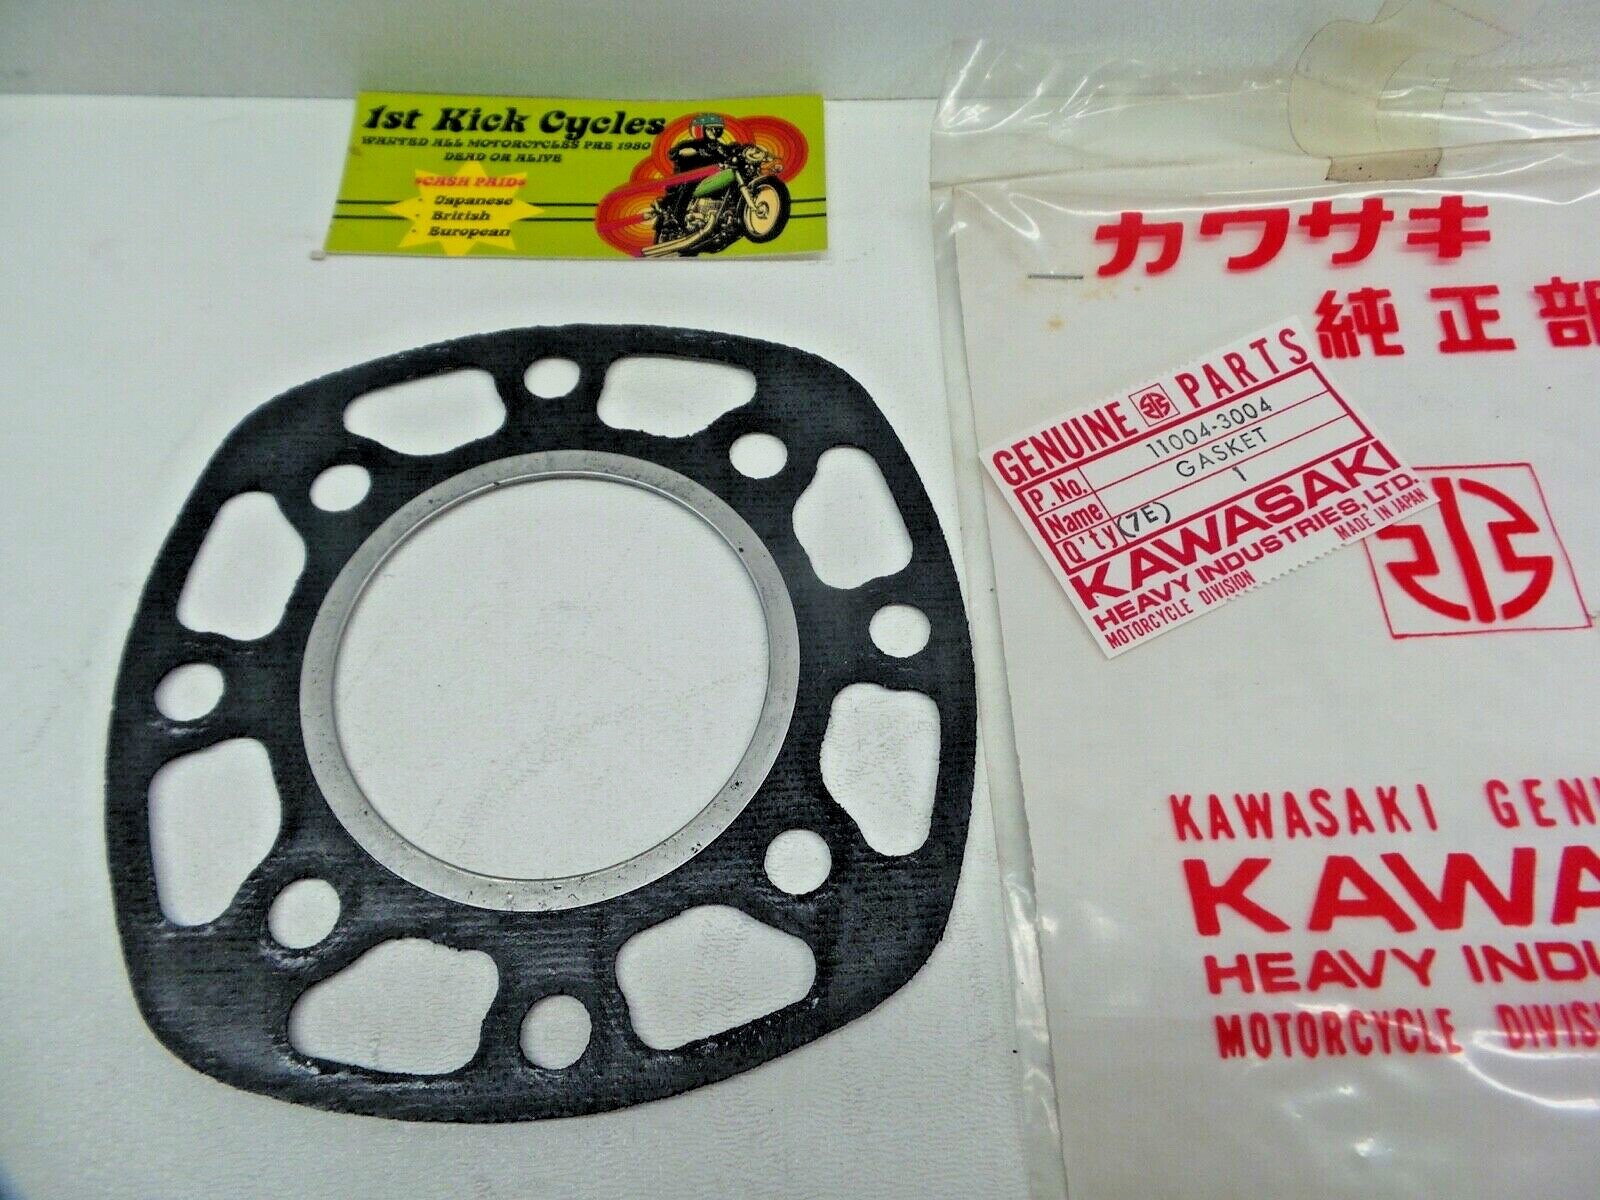 1st Kick Cycles
WANTED ALL MOTORCYCLES PRE 1980
DEAD OR ALIVE
•CASH PAID•
· Japanese
· British
· European
カワサキ
純正部
GENUINE PARTS
P. No. 11004-3004
Name GASKET
Q'ty (7E) 1
KAWASAKI
HEAVY INDUSTRIES, LTD.
MOTORCYCLE DIVISION MADE IN JAPAN
KAWASAKI GENU
KAWA
HEAVY INDU
MOTORCYCLE DIVISI